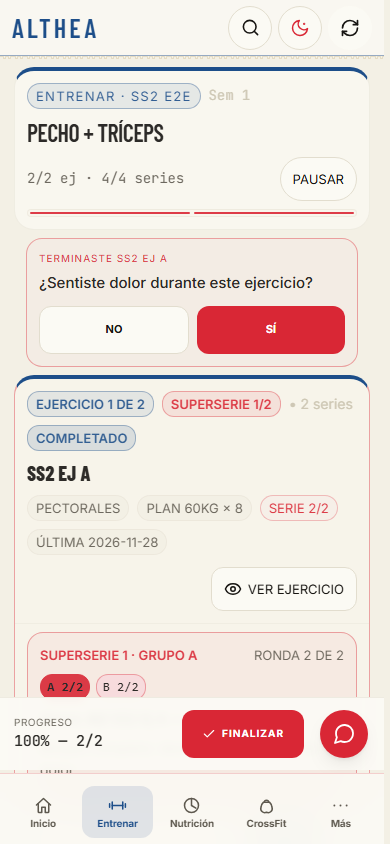 ALTHEA
ENTRENAR · SS2 E2E Sem 1
PECHO + TRÍCEPS
2/2 ej · 4/4 series
PAUSAR
TERMINASTE SS2 EJ A
¿Sentiste dolor durante este ejercicio?
NO
SÍ
EJERCICIO 1 DE 2 SUPERSERIE 1/2 • 2 series
COMPLETADO
SS2 EJ A
PECTORALES PLAN 60KG × 8 SERIE 2/2
ÚLTIMA 2026-11-28
VER EJERCICIO
SUPERSERIE 1 · GRUPO A RONDA 2 DE 2
A 2/2 B 2/2
PROGRESO
100% — 2/2
FINALIZAR
Inicio Entrenar Nutrición CrossFit Más